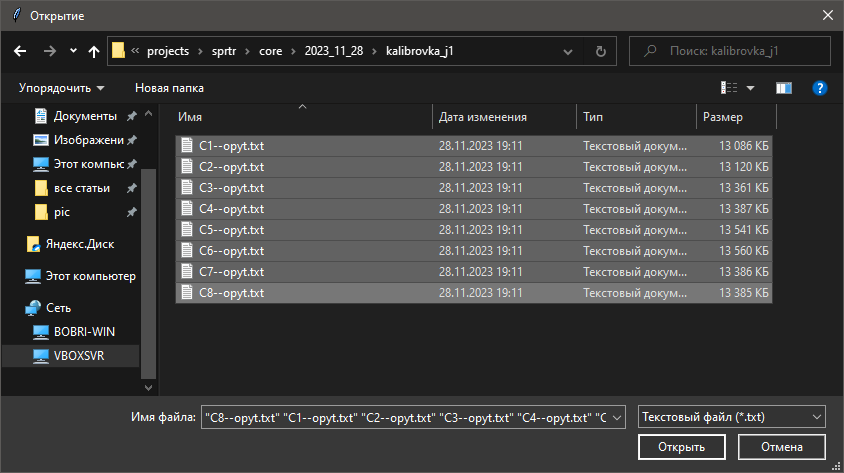 Открытие
« projects › sprtr › core › 2023_11_28 › kalibrovka_j1
Поиск: kalibrovka_j1
Упорядочить Новая папка
Имя Дата изменения Тип Размер
Документы
Изображени
Этот компьк
все статьи
pic
Яндекс.Диск
Этот компьютер
Сеть
BOBRI-WIN
VBOXSVR
C1--opyt.txt 28.11.2023 19:11 Текстовый докум... 13 086 КБ
C2--opyt.txt 28.11.2023 19:11 Текстовый докум... 13 120 КБ
C3--opyt.txt 28.11.2023 19:11 Текстовый докум... 13 361 КБ
C4--opyt.txt 28.11.2023 19:11 Текстовый докум... 13 387 КБ
C5--opyt.txt 28.11.2023 19:11 Текстовый докум... 13 541 КБ
C6--opyt.txt 28.11.2023 19:11 Текстовый докум... 13 560 КБ
C7--opyt.txt 28.11.2023 19:11 Текстовый докум... 13 386 КБ
C8--opyt.txt 28.11.2023 19:11 Текстовый докум... 13 385 КБ
Имя файла: "C8--opyt.txt" "C1--opyt.txt" "C2--opyt.txt" "C3--opyt.txt" "C4--opyt.txt" "C
Текстовый файл (*.txt)
Открыть Отмена